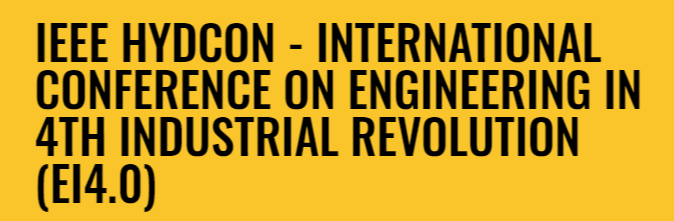 IEEE HYDCON - INTERNATIONAL
CONFERENCE ON ENGINEERING IN
4TH INDUSTRIAL REVOLUTION
(EI4.0)